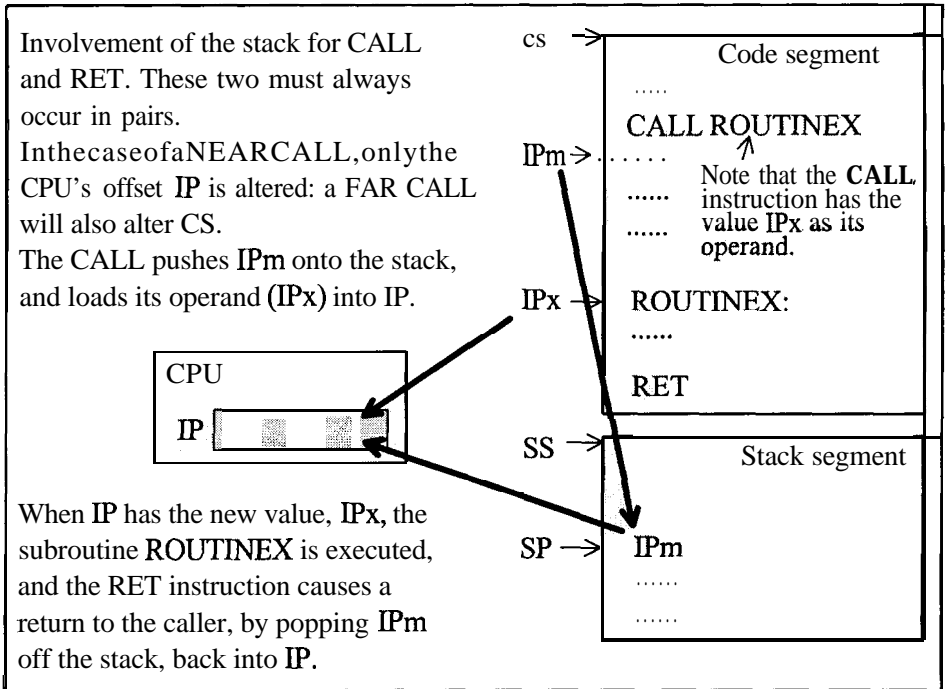 Involvement of the stack for CALL
and RET. These two must always
occur in pairs.
InthecaseofaNEARCALL,onlythe
CPU's offset IP is altered: a FAR CALL
will also alter CS.
The CALL pushes IPm onto the stack,
and loads its operand (IPx) into IP.
CPU
IP
When IP has the new value, IPx, the
subroutine ROUTINEX is executed,
and the RET instruction causes a
return to the caller, by popping IPm
off the stack, back into IP.
cs
Code segment
.....
CALL ROUTINEX
IPm
......
Note that the CALL
......
instruction has the
......
value IPx as its
operand.
IPx
ROUTINEX:
......
RET
SS
Stack segment
SP
IPm
......
......